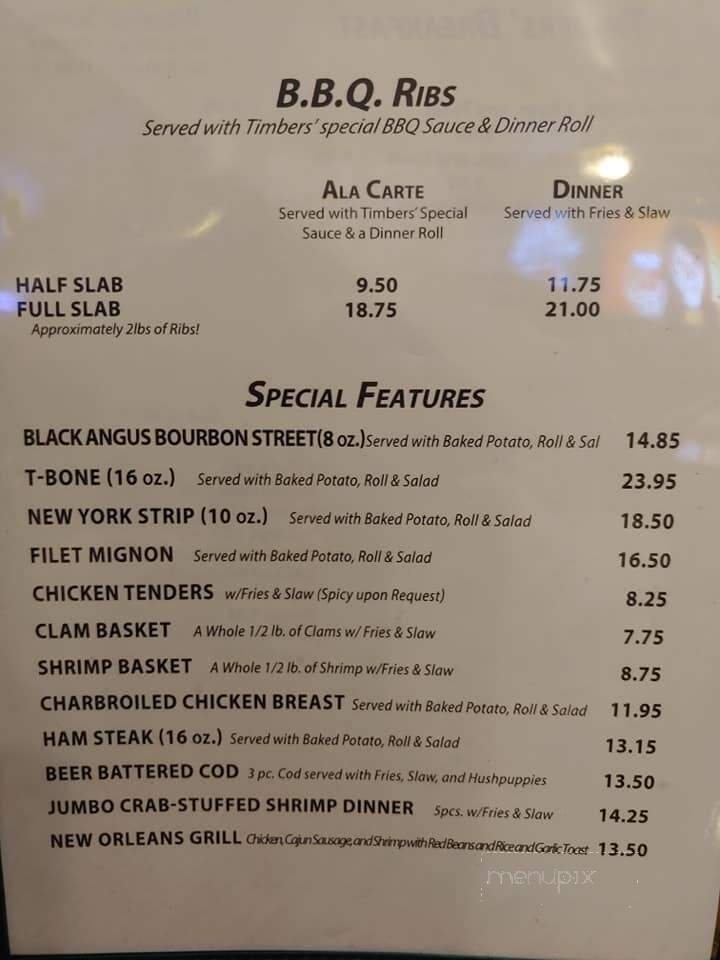 B.B.Q. RIBS
Served with Timbers' special BBQ Sauce & Dinner Roll
ALA CARTE DINNER
Served with Timbers' Special Served with Fries & Slaw
Sauce & a Dinner Roll
HALF SLAB 9.50 11.75
FULL SLAB 18.75 21.00
Approximately 2lbs of Ribs!
SPECIAL FEATURES
BLACK ANGUS BOURBON STREET(8 oz.)Served with Baked Potato, Roll & Sal 14.85
T-BONE (16 oz.) Served with Baked Potato, Roll & Salad 23.95
NEW YORK STRIP (10 oz.) Served with Baked Potato, Roll & Salad 18.50
FILET MIGNON Served with Baked Potato, Roll & Salad 16.50
CHICKEN TENDERS w/Fries & Slaw (Spicy upon Request) 8.25
CLAM BASKET A Whole 1/2 lb. of Clams w/ Fries & Slaw 7.75
SHRIMP BASKET A Whole 1/2 lb. of Shrimp w/Fries & Slaw 8.75
CHARBROILED CHICKEN BREAST Served with Baked Potato, Roll & Salad 11.95
HAM STEAK (16 oz.) Served with Baked Potato, Roll & Salad 13.15
BEER BATTERED COD 3 pc. Cod served with Fries, Slaw, and Hushpuppies 13.50
JUMBO CRAB-STUFFED SHRIMP DINNER 5pcs. w/Fries & Slaw 14.25
NEW ORLEANS GRILL Chicken, Cajun Sausage, and Shrimp with Red Beans and Rice and Garlic Toast 13.50
menupix